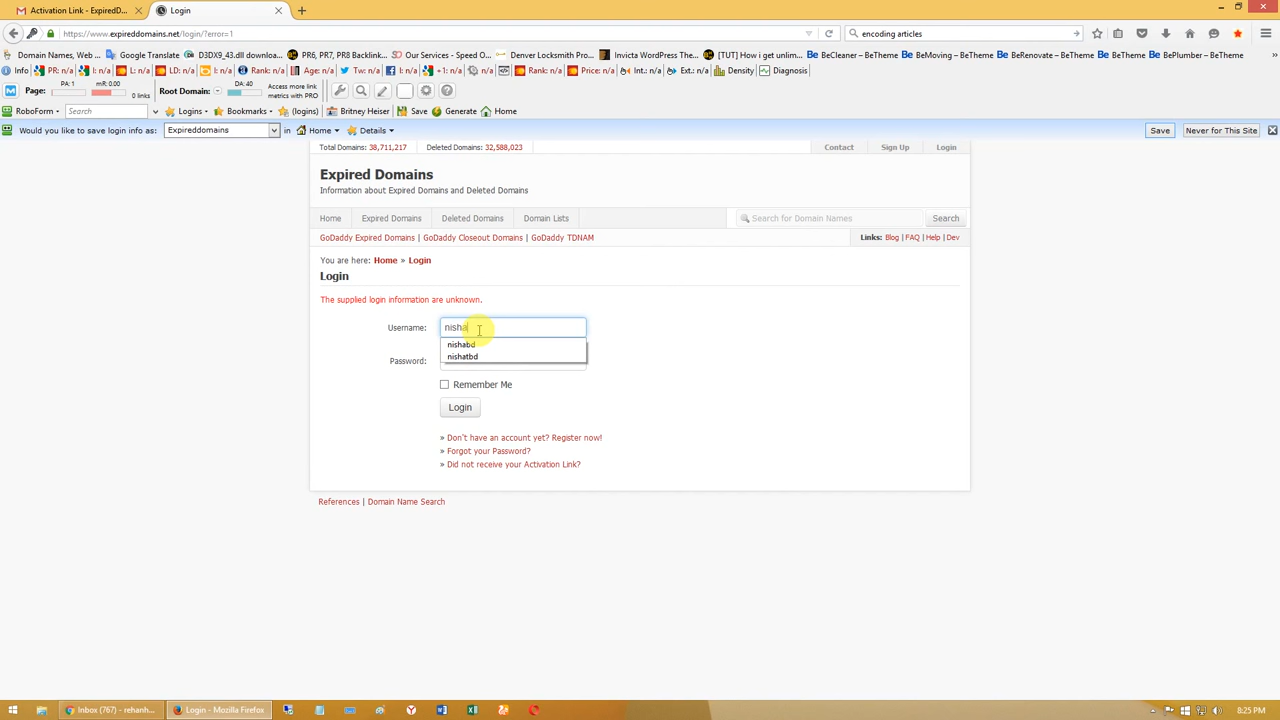 Activation Link - ExpiredD...
Login
https://www.expireddomains.net/login/?error=1
encoding articles
Domain Names, Web ...
Google Translate
D3DX9_43.dll downloa...
PR6, PR7, PR8 Backlink...
Our Services - Speed O...
Denver Locksmiths Pro...
Invicta WordPress The...
[TUT] How I get unlim...
BeCleaner – BeTheme
BeMoving – BeTheme
BeRenovate – BeTheme
BePlumber – BeTheme
Info
PR: n/a
I: n/a
L: n/a
LD: n/a
I: n/a
Rank: n/a
Age: n/a
Tw: n/a
l: n/a
+1: n/a
n/a
n/a
Rank: n/a
Price: n/a
Int.: n/a
Ext.: n/a
Density
Diagnosis
Page:
PA: 1
mR: 0.00
0 links
Root Domain:
DA: 40
Access more link
metrics with PRO
RoboForm
Search
Logins
Bookmarks
(logins)
Britney Heiser
Save
Generate
Home
Would you like to save login info as:
Expireddomains
in
Home
Details
Save
Never for This Site
Total Domains: 38,711,217
Deleted Domains: 32,588,023
Contact
Sign Up
Login
Expired Domains
Information about Expired Domains and Deleted Domains
Home
Expired Domains
Deleted Domains
Domain Lists
Search for Domain Names
Search
GoDaddy Expired Domains | GoDaddy Closeout Domains | GoDaddy TDNAM
Links: Blog | FAQ | Help | Dev
You are here: Home » Login
Login
The supplied login information are unknown.
Username:
nisha
nishabd
nishatbd
Password:
Remember Me
Login
» Don't have an account yet? Register now!
» Forgot your Password?
» Did not receive your Activation Link?
References | Domain Name Search
Inbox (767) - rehanh...
Login - Mozilla Firefox
8:25 PM